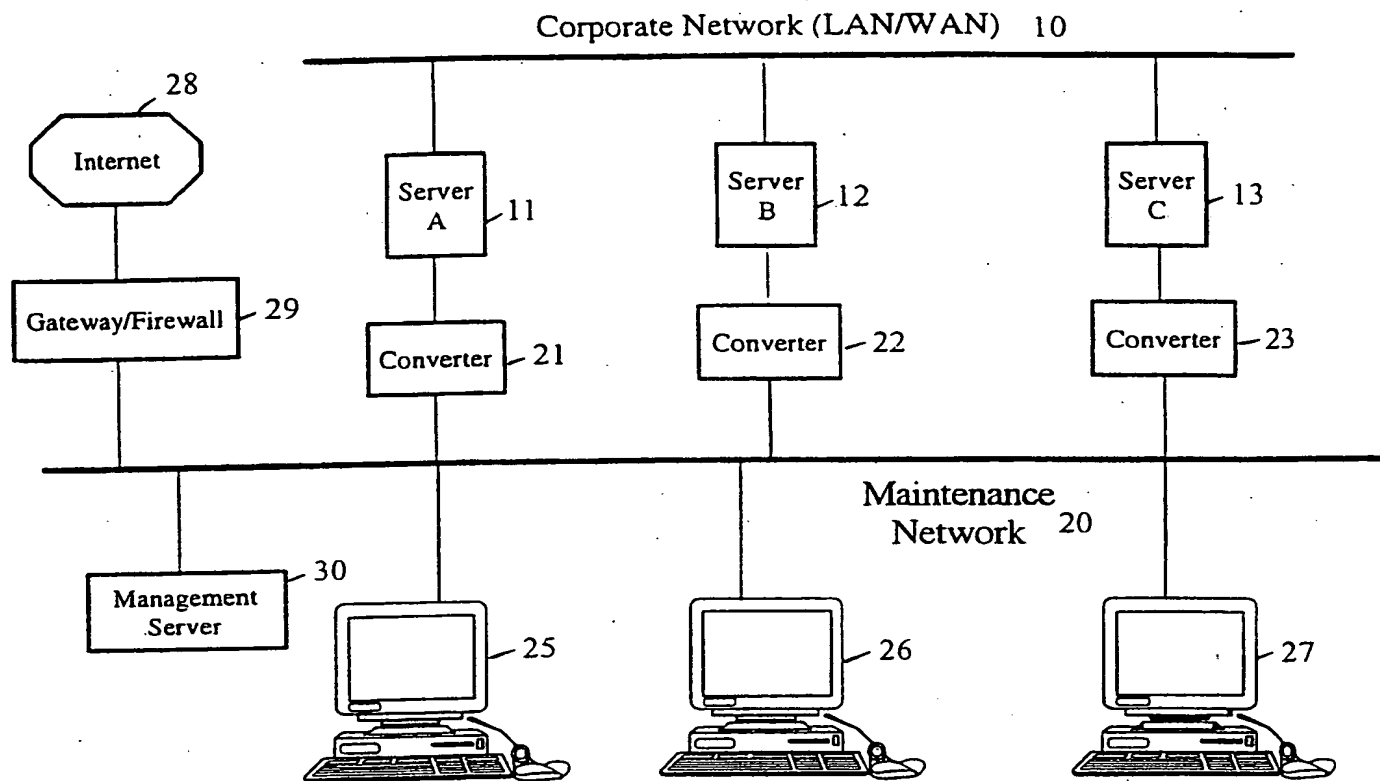 Corporate Network (LAN/WAN) 10
28
Internet
Server
A
11
Server
B
12
Server
C
13
Gateway/Firewall
29
Converter
21
Converter
22
Converter
23
Maintenance
Network 20
Management
Server
30
25
26
27